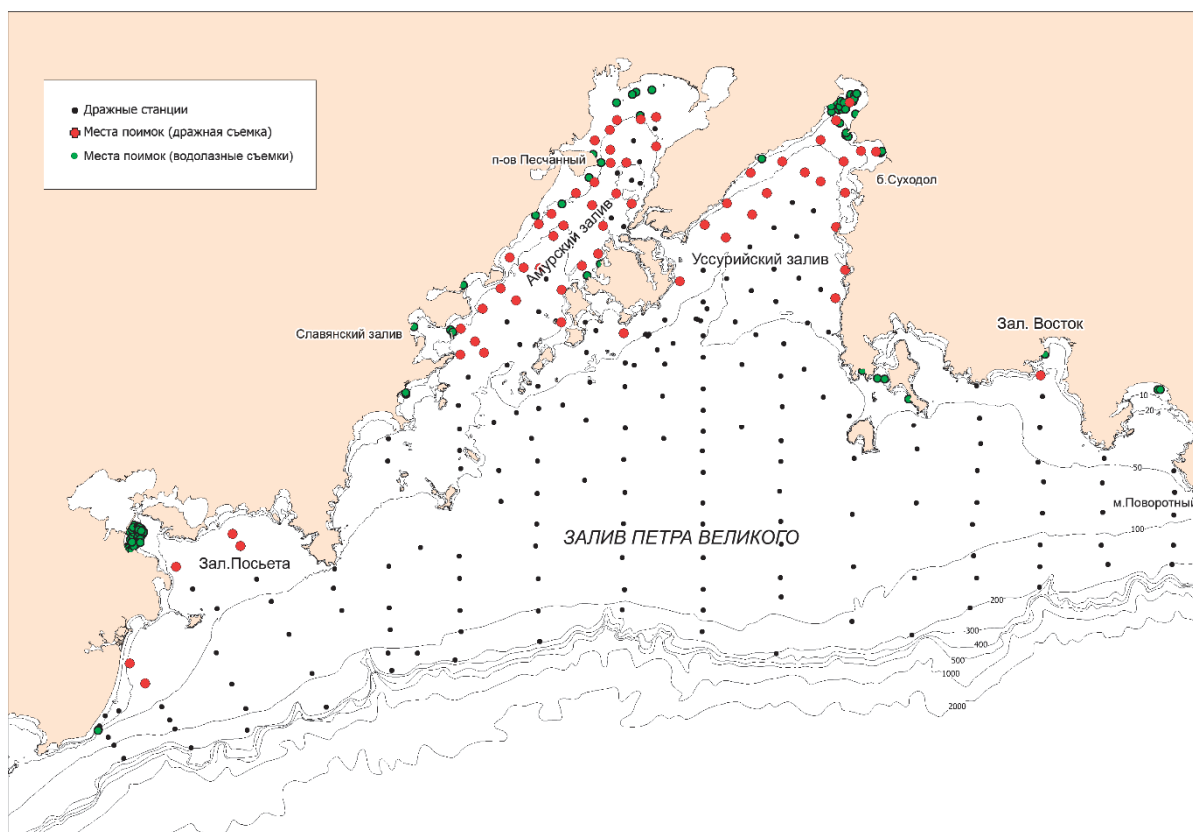 Дражные станции
Места поимок (дражная съемка)
Места поимок (водолазные съемки)
п-ов Песчанный
б.Суходол
Амурский залив
Уссурийский залив
Славянский залив
Зал. Восток
10
20
50
м.Поворотный
100
ЗАЛИВ ПЕТРА ВЕЛИКОГО
Зал.Посьета
200
300
400
500
1000
2000